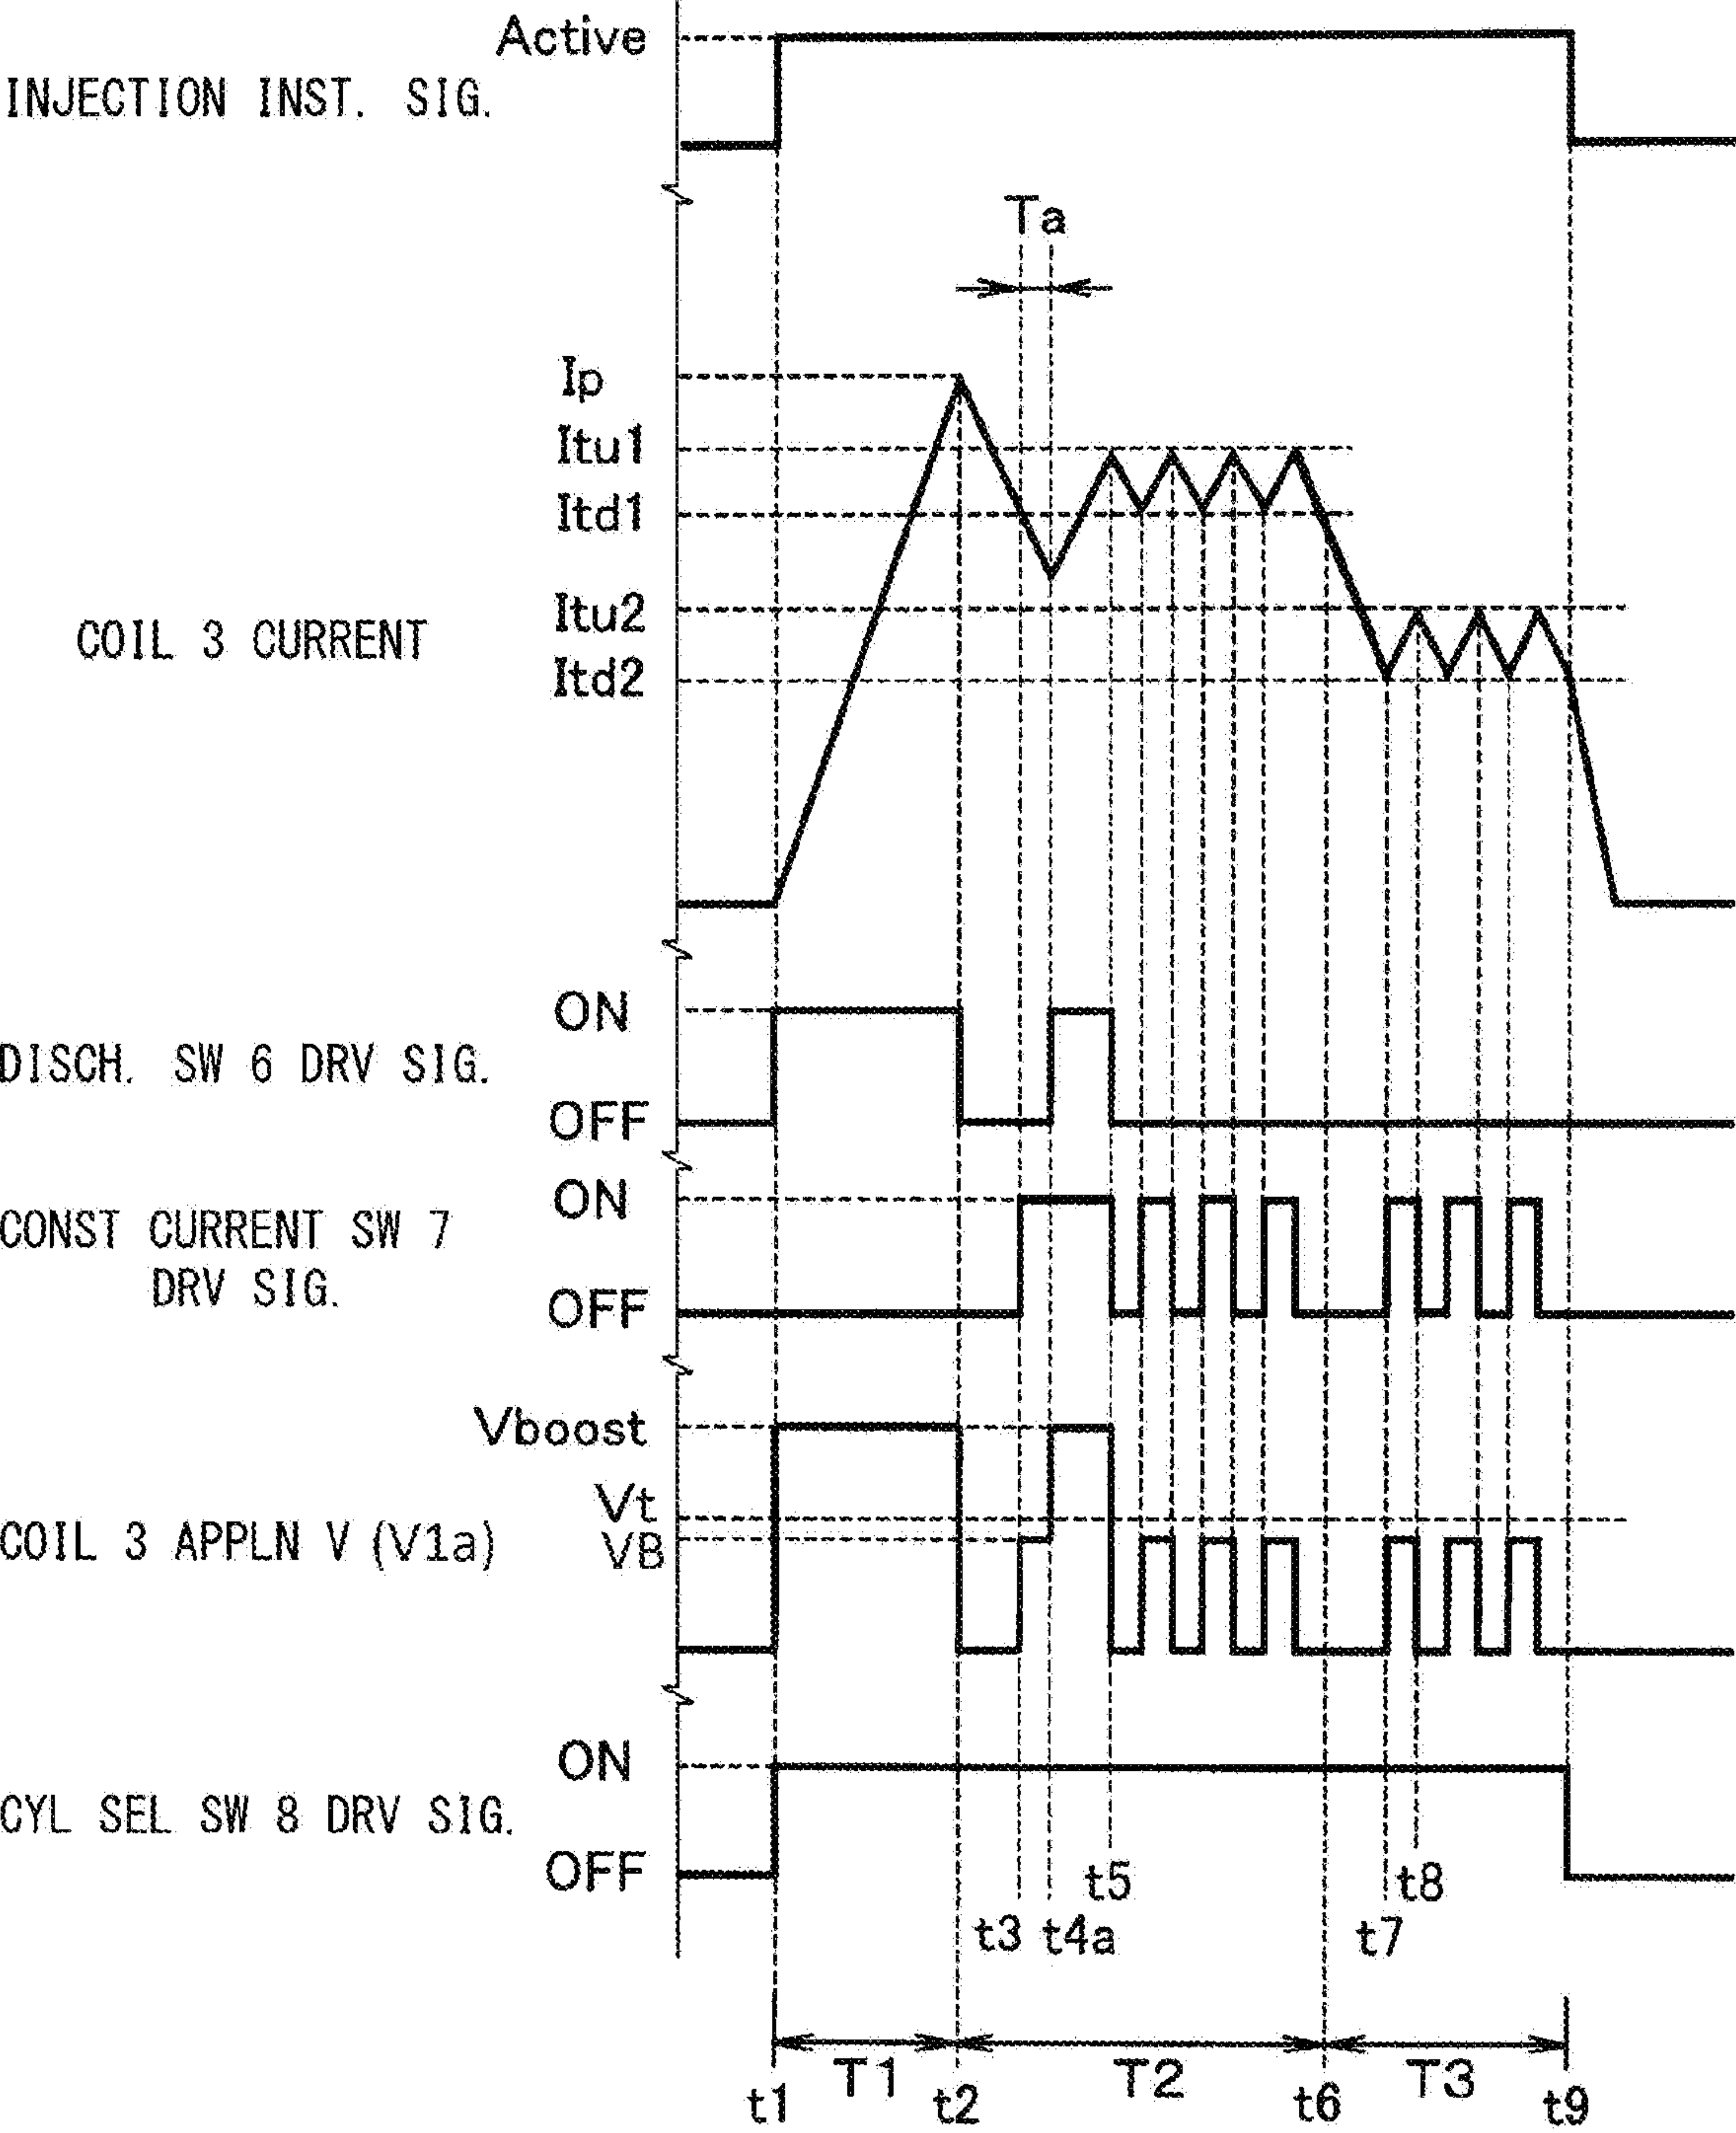 Active
INJECTION INST. SIG.
Ta
Ip
Itu1
Itd1
Itu2
COIL 3 CURRENT
Itd2
ON
DISCH. SW 6 DRV SIG.
OFF
ON
CONST CURRENT SW 7
DRV SIG.
OFF
Vboost
Vt
COIL 3 APPLN V (V1a)
VB
ON
CYL SEL SW 8 DRV SIG.
OFF
t5
t8
t3
t4a
t7
T1
T2
T3
t1
t2
t6
t9